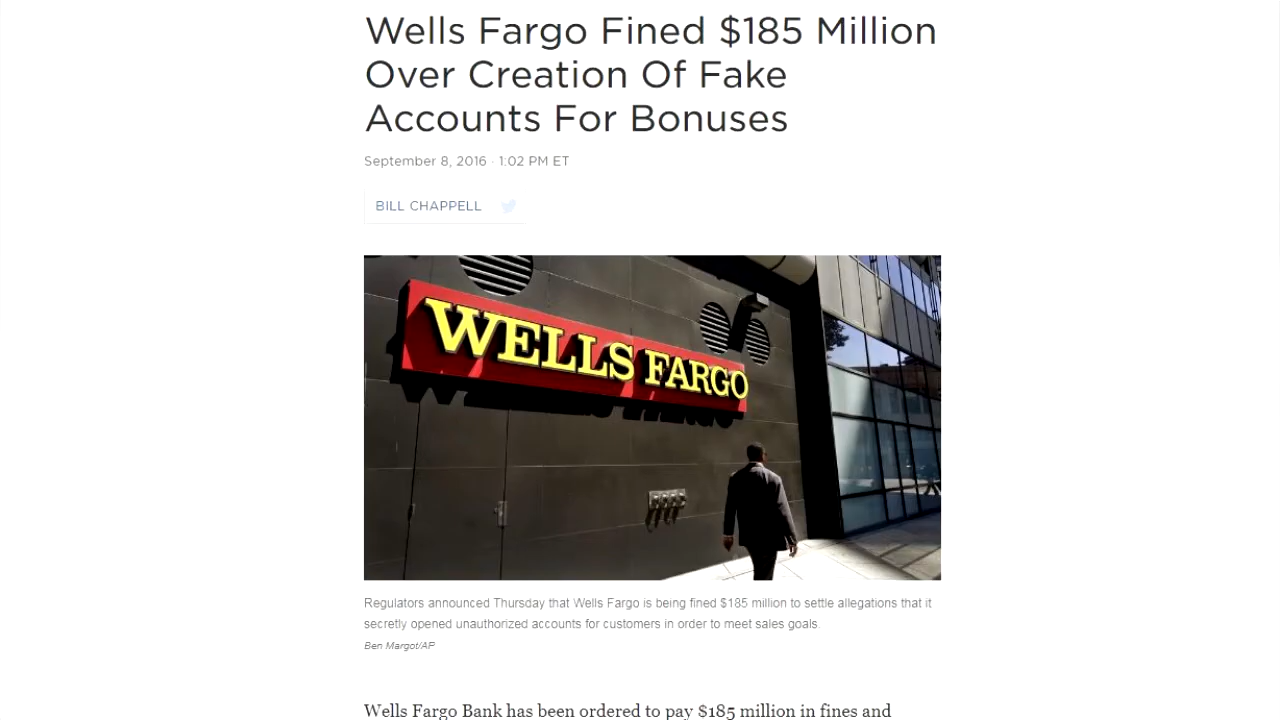 Wells Fargo Fined $185 Million
Over Creation Of Fake
Accounts For Bonuses
September 8, 2016 · 1:02 PM ET
BILL CHAPPELL
WELLS FARGO
Regulators announced Thursday that Wells Fargo is being fined $185 million to settle allegations that it
secretly opened unauthorized accounts for customers in order to meet sales goals.
Ben Margot/AP
Wells Fargo Bank has been ordered to pay $185 million in fines and